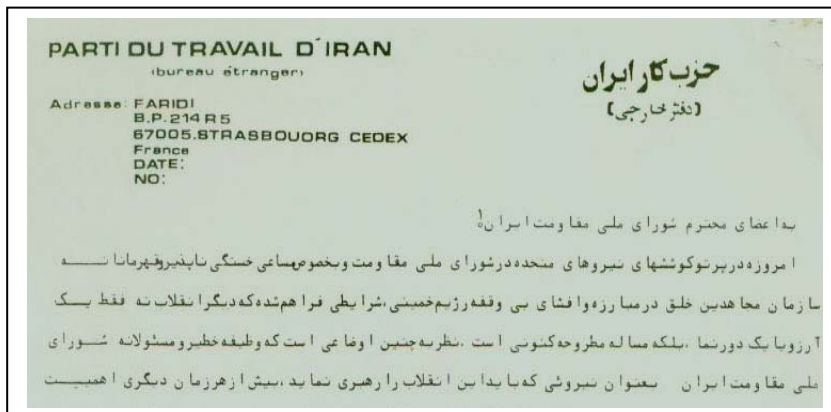 PARTI DU TRAVAIL D'IRAN
(bureau étranger)
Adresse: FARIDI
B.P. 214 R5
67005.STRASBOUORG CEDEX
France
DATE:
NO:
حزب کار ایران
(دفتر خارجی)
به اعضای محترم شورای ملی مقاومت ایران!
امروزه در پرتو کوششهای نیروهای متحده در شورای ملی مقاومت و بخصوص مساعی خستگی ناپذیر و قهرمانانـــه
سازمان مجاهدین خلق در مبارزه و افشای بی وقفه رژیم خمینی، شرایطی فراهم شده که دیگر انقلاب نه فقط یـک
آرزو یا یک دورنما ،بلکه مساله مطروحه کنونی است .نظر به چنین اوضاعی است که وظیفه خطیر و مسئولانه شــورای
ملی مقاومت ایران بعنوان نیروئی که باید این انقلاب را رهبری نماید،بیش از هر زمان دیگری اهمیـــت